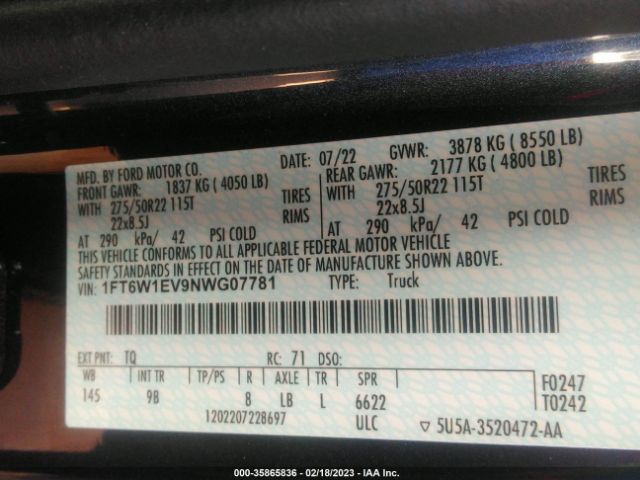 MFD. BY FORD MOTOR CO.
DATE: 07/22 GVWR: 3878 KG ( 8550 LB)
FRONT GAWR: 1837 KG ( 4050 LB)
WITH 275/50R22 115T TIRES
22x8.5J RIMS
AT 290 kPa/ 42 PSI COLD
REAR GAWR: 2177 KG ( 4800 LB)
WITH 275/50R22 115T TIRES
22x8.5J RIMS
AT 290 kPa/ 42 PSI COLD
THIS VEHICLE CONFORMS TO ALL APPLICABLE FEDERAL MOTOR VEHICLE
SAFETY STANDARDS IN EFFECT ON THE DATE OF MANUFACTURE SHOWN ABOVE.
VIN: 1FT6W1EV9NWG07781 TYPE: Truck
EXT PNT: TQ RC: 71 DSO:
WB INT TR TP/PS R AXLE TR SPR
145 9B 8 LB L 6622
F0247
T0242
1202207228697 ULC ▽ 5U5A-3520472-AA
000-35865836 - 02/18/2023 - IAA Inc.